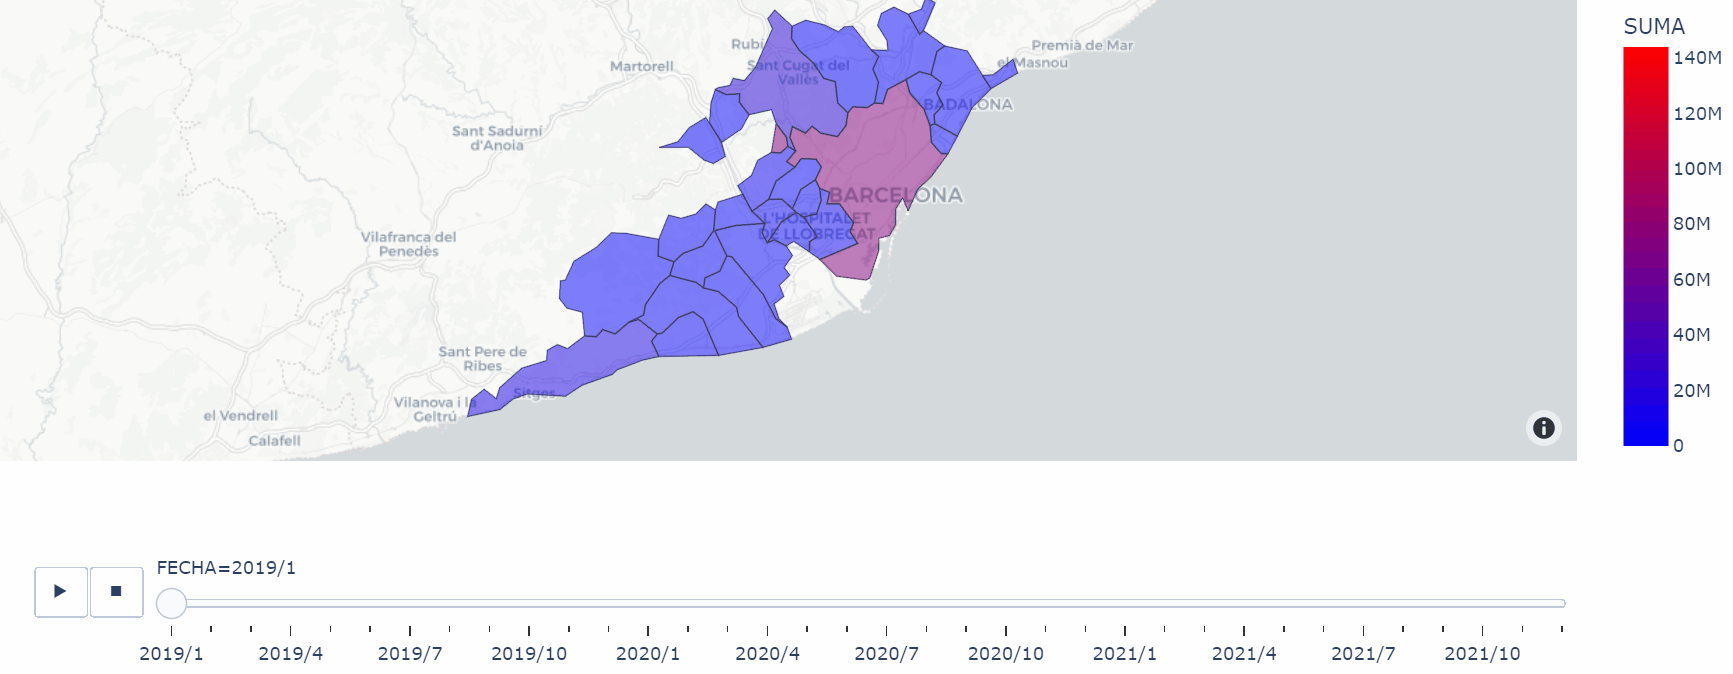 SUMA
Rubí
Premià de Mar
el Masnou
Martorell
Sant Cugat del
Vallès
140M
120M
BADALONA
Sant Sadurní
d'Anoia
100M
BARCELONA
L'HOSPITALET
DE LLOBREGAT
80M
Vilafranca del
Penedès
60M
40M
Sant Pere de
Ribes
20M
Sitges
Vilanova i la
Geltrú
el Vendrell
Calafell
0
FECHA=2019/1
2019/1 2019/4 2019/7 2019/10 2020/1 2020/4 2020/7 2020/10 2021/1 2021/4 2021/7 2021/10